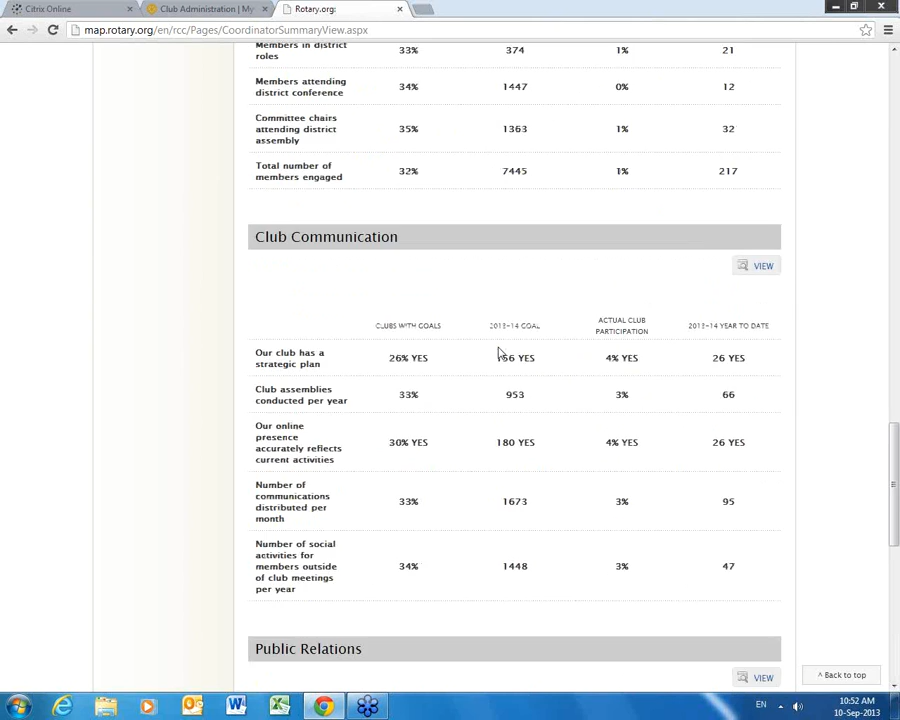 Citrix Online
Club Administration | My
Rotary.org:
map.rotary.org/en/rcc/Pages/CoordinatorSummaryView.aspx
Members in district
roles
33%
374
1%
21
Members attending
district conference
34%
1447
0%
12
Committee chairs
attending district
assembly
35%
1363
1%
32
Total number of
members engaged
32%
7445
1%
217
Club Communication
VIEW
CLUBS WITH GOALS
2013-14 GOAL
ACTUAL CLUB
PARTICIPATION
2013-14 YEAR TO DATE
Our club has a
strategic plan
26% YES
YES
4% YES
26 YES
Club assemblies
conducted per year
33%
953
3%
66
Our online
presence
accurately reflects
current activities
30% YES
180 YES
4% YES
26 YES
Number of
communications
distributed per
month
33%
1673
3%
95
Number of social
activities for
members outside
of club meetings
per year
34%
1448
3%
47
Public Relations
VIEW
^ Back to top
EN
10:52 AM
10-Sep-2013